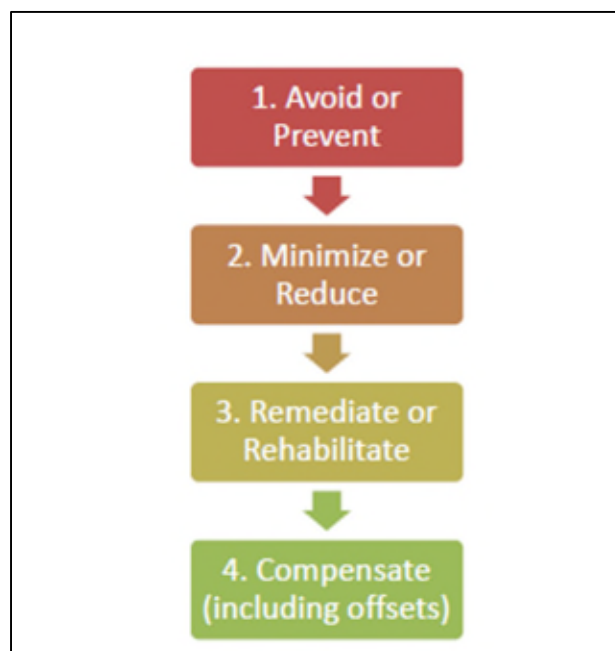 1. Avoid or
Prevent
2. Minimize or
Reduce
3. Remediate or
Rehabilitate
4. Compensate
(including offsets)